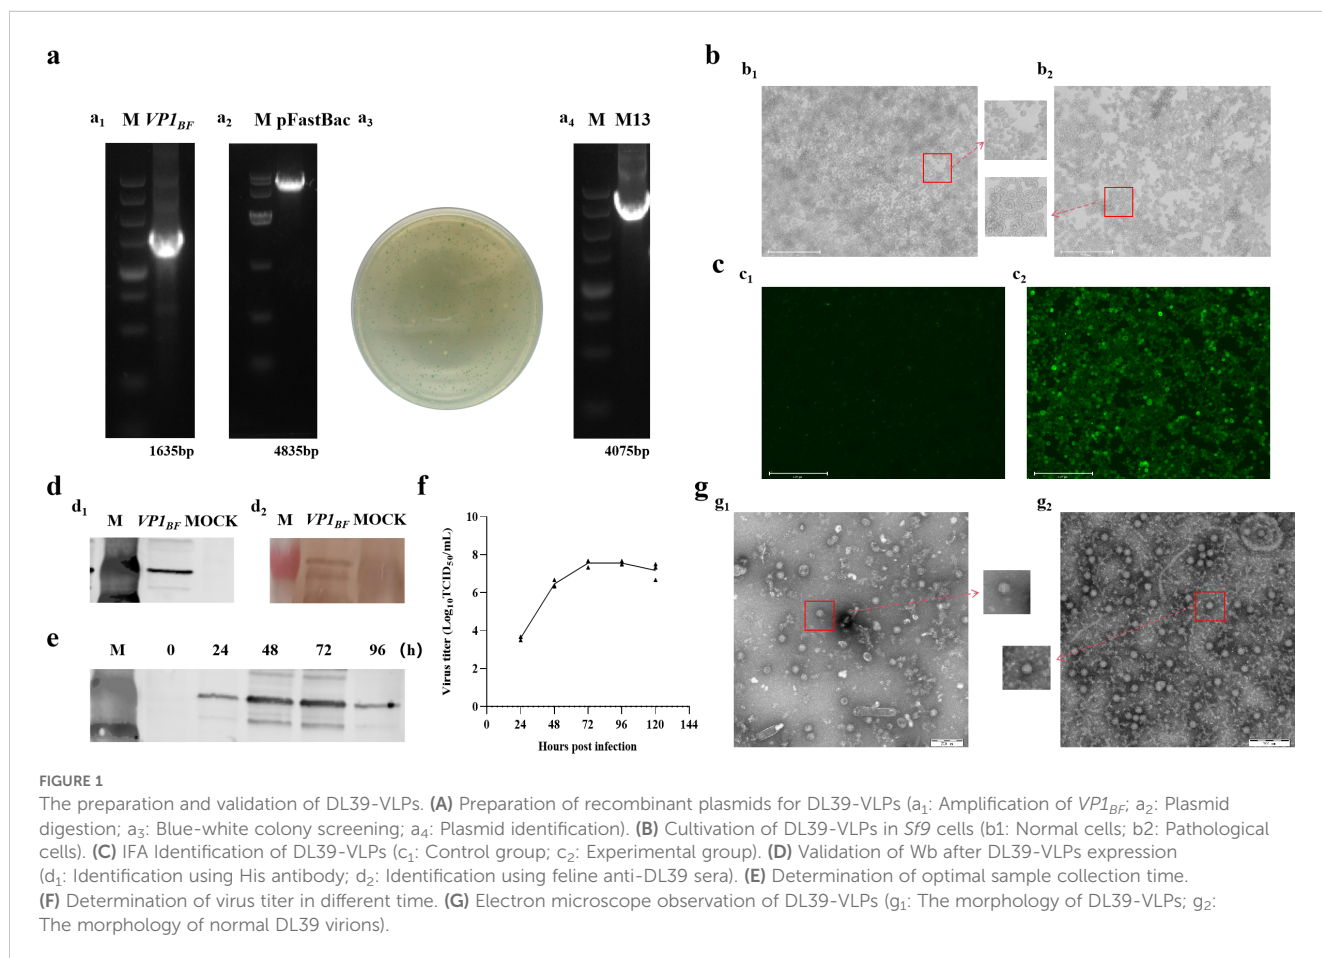 a
a1 M VP1BF a2 M pFastBac a3 a4 M M13
1635bp 4835bp 4075bp
b
b1 b2
c
c1 c2
d
d1 M VP1BF MOCK d2 M VP1BF MOCK
e
M 0 24 48 72 96 (h)
f
Virus titer (Log10TCID50/mL)
10
8
6
4
2
0
0 24 48 72 96 120 144
Hours post infection
g
g1 g2
FIGURE 1
The preparation and validation of DL39-VLPs. (A) Preparation of recombinant plasmids for DL39-VLPs (a1: Amplification of VP1BF; a2: Plasmid
digestion; a3: Blue-white colony screening; a4: Plasmid identification). (B) Cultivation of DL39-VLPs in Sf9 cells (b1: Normal cells; b2: Pathological
cells). (C) IFA Identification of DL39-VLPs (c1: Control group; c2: Experimental group). (D) Validation of Wb after DL39-VLPs expression
(d1: Identification using His antibody; d2: Identification using feline anti-DL39 sera). (E) Determination of optimal sample collection time.
(F) Determination of virus titer in different time. (G) Electron microscope observation of DL39-VLPs (g1: The morphology of DL39-VLPs; g2:
The morphology of normal DL39 virions).